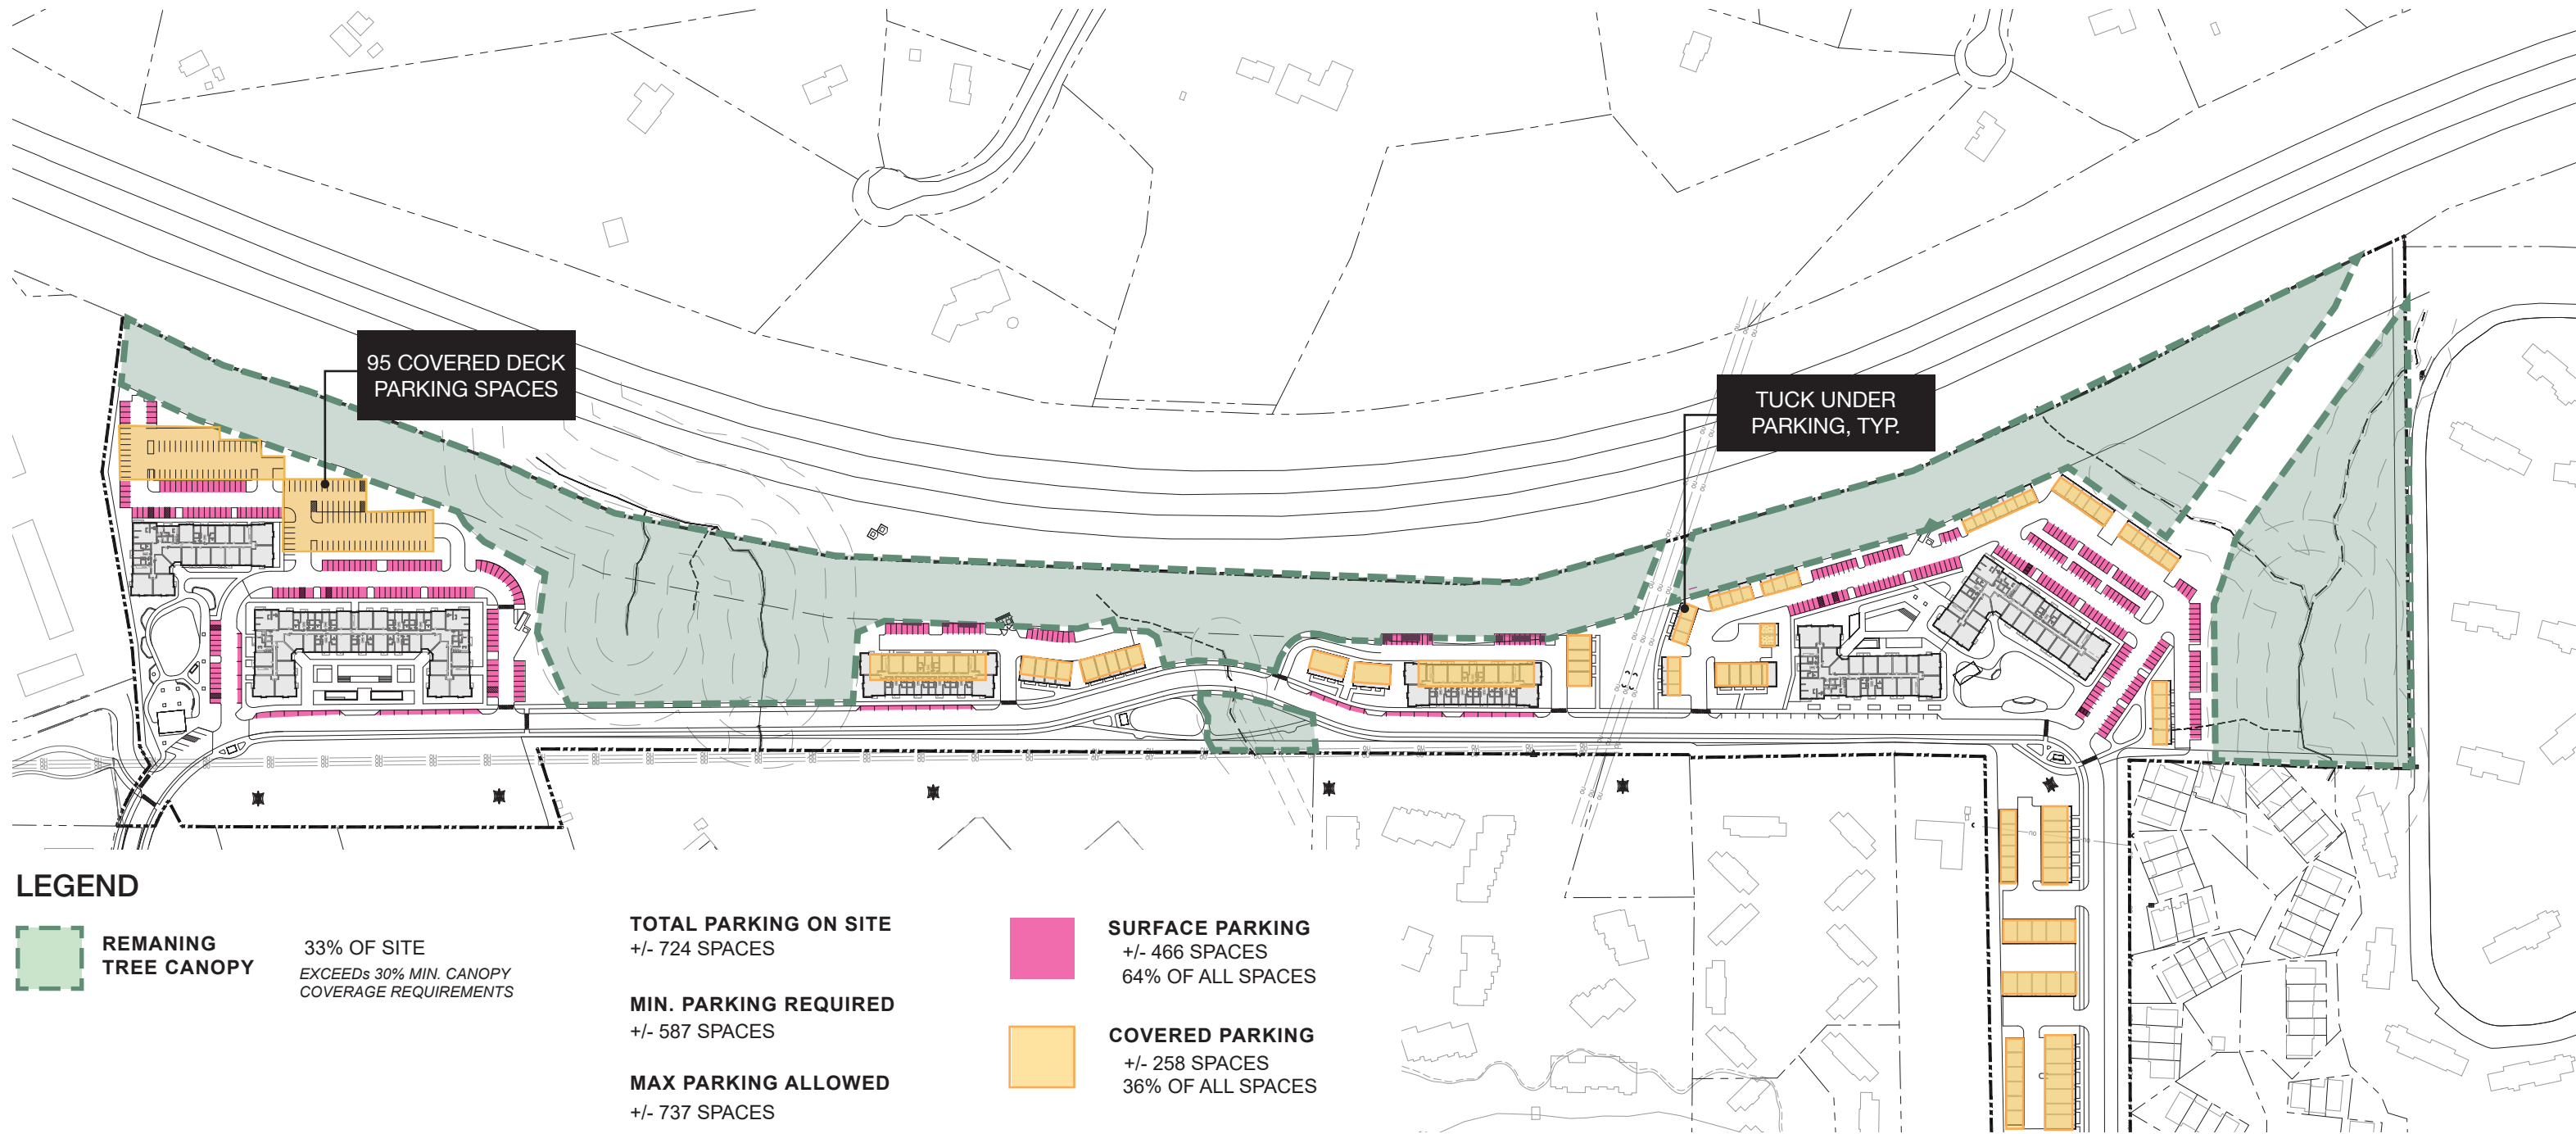 95 COVERED DECK
PARKING SPACES
TUCK UNDER
PARKING, TYP.
LEGEND
REMANING
TREE CANOPY
33% OF SITE
EXCEEDs 30% MIN. CANOPY
COVERAGE REQUIREMENTS
TOTAL PARKING ON SITE
+/- 724 SPACES
MIN. PARKING REQUIRED
+/- 587 SPACES
MAX PARKING ALLOWED
+/- 737 SPACES
SURFACE PARKING
+/- 466 SPACES
64% OF ALL SPACES
COVERED PARKING
+/- 258 SPACES
36% OF ALL SPACES